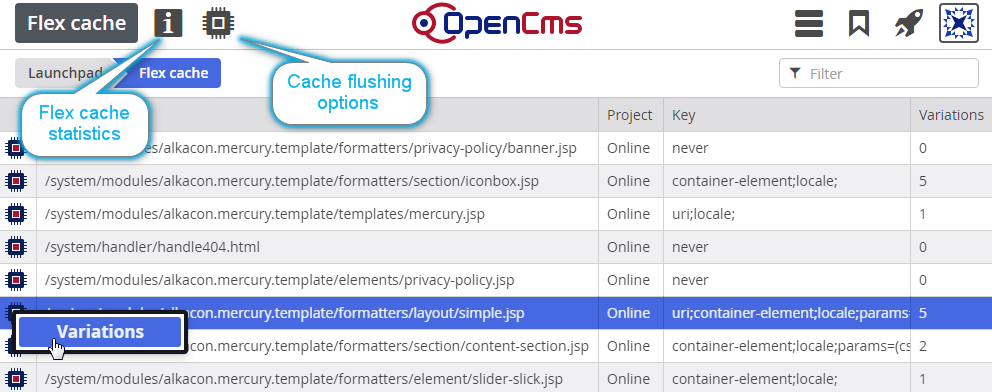 Flex cache
OpenCms
Launchpad Flex cache
Filter
Flex cache
statistics
Cache flushing
options
Project Key Variations
/alkacon.mercury.template/formatters/privacy-policy/banner.jsp Online never 0
/system/modules/alkacon.mercury.template/formatters/section/iconbox.jsp Online container-element;locale; 5
/system/modules/alkacon.mercury.template/templates/mercury.jsp Online uri;locale; 1
/system/handler/handle404.html Online never 0
/system/modules/alkacon.mercury.template/elements/privacy-policy.jsp Online never 0
alkacon.mercury.template/formatters/layout/simple.jsp Online uri;container-element;locale;params= 5
Variations
alkacon.mercury.template/formatters/section/content-section.jsp Online container-element;locale;params=(cs 2
/system/modules/alkacon.mercury.template/formatters/element/slider-slick.jsp Online container-element;locale; 1